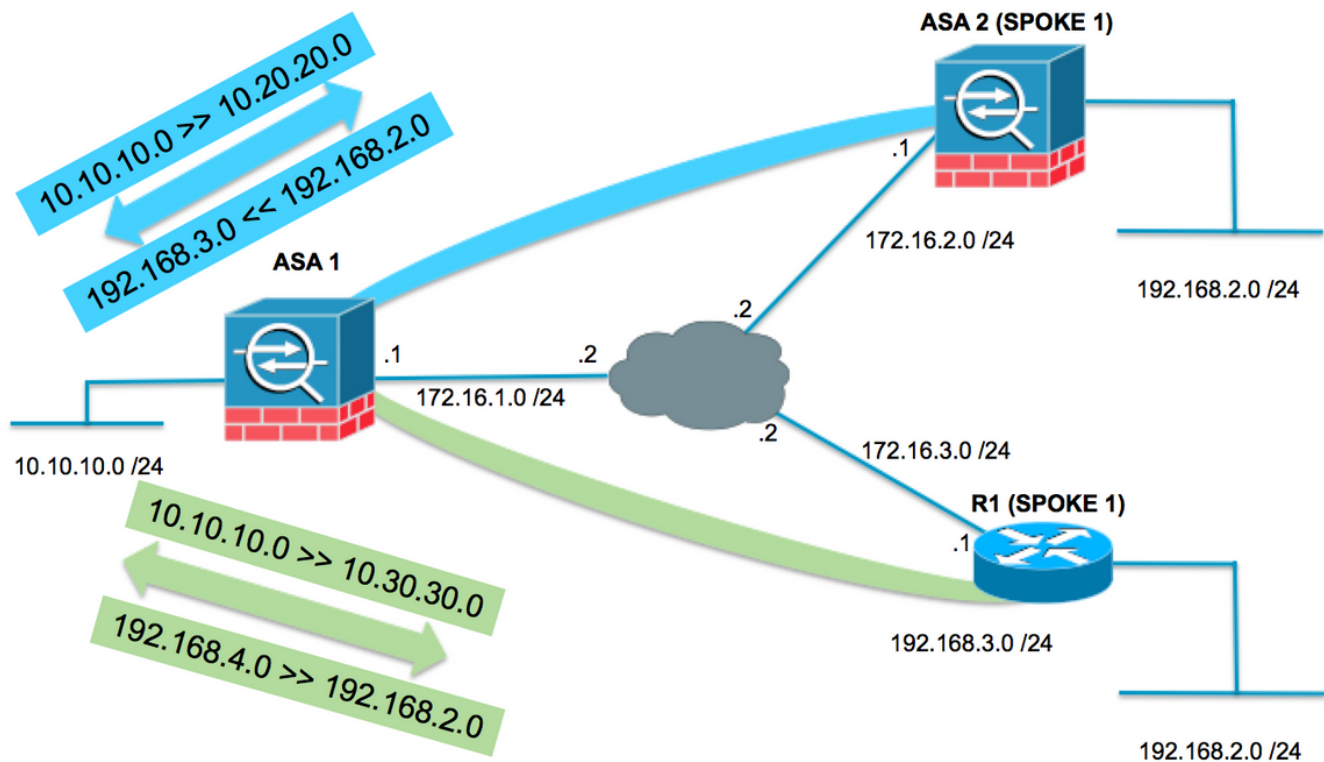 ASA 2 (SPOKE 1)
10.10.10.0 >> 10.20.20.0
192.168.3.0 << 192.168.2.0
.1
172.16.2.0 /24
192.168.2.0 /24
ASA 1
.1
172.16.1.0 /24
.2
.2
.2
10.10.10.0 /24
172.16.3.0 /24
R1 (SPOKE 1)
.1
10.10.10.0 >> 10.30.30.0
192.168.4.0 >> 192.168.2.0
192.168.3.0 /24
192.168.2.0 /24